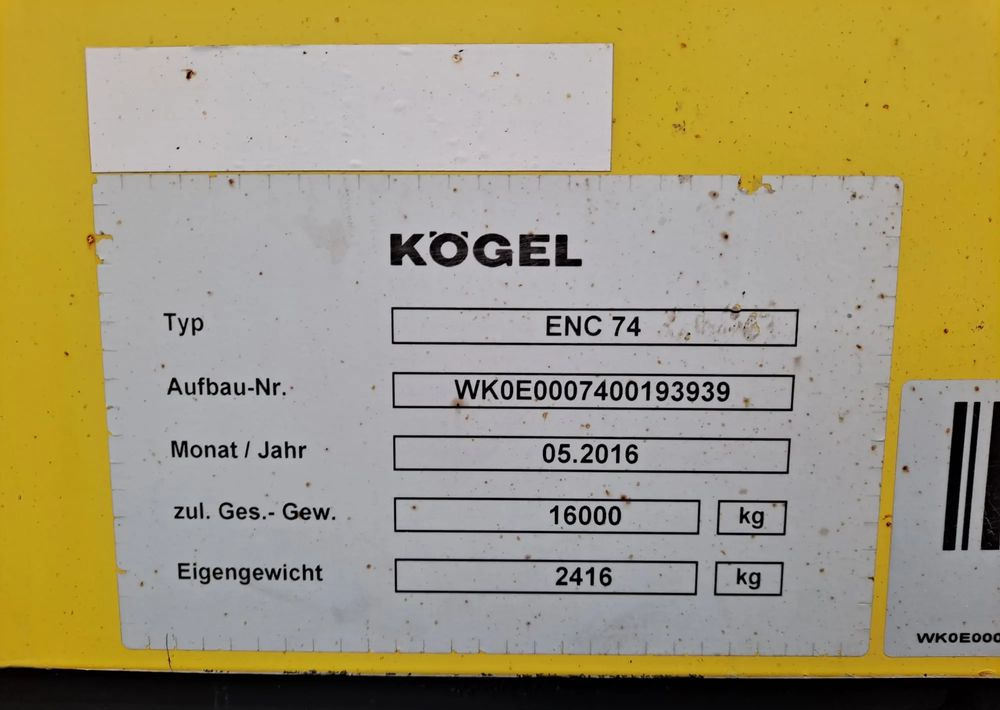 KÖGEL
Typ ENC 74
Aufbau-Nr. WK0E0007400193939
Monat / Jahr 05.2016
zul. Ges.- Gew. 16000 kg
Eigengewicht 2416 kg
WK0E000